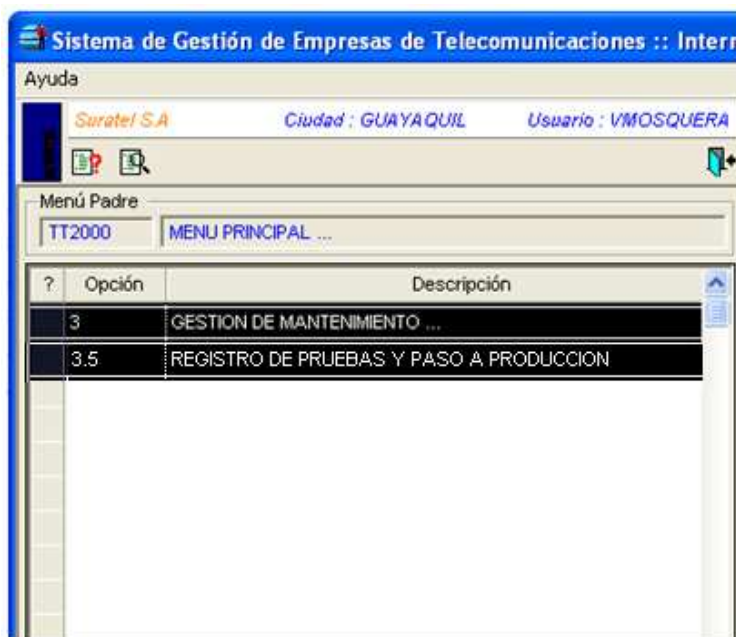 Sistema de Gestión de Empresas de Telecomunicaciones :: Interr
Ayuda
Suratel S.A Ciudad : GUAYAQUIL Usuario : VMOSQUERA
Menú Padre
TT2000 MENU PRINCIPAL ...
? Opción Descripción
3 GESTION DE MANTENIMIENTO ...
3.5 REGISTRO DE PRUEBAS Y PASO A PRODUCCION